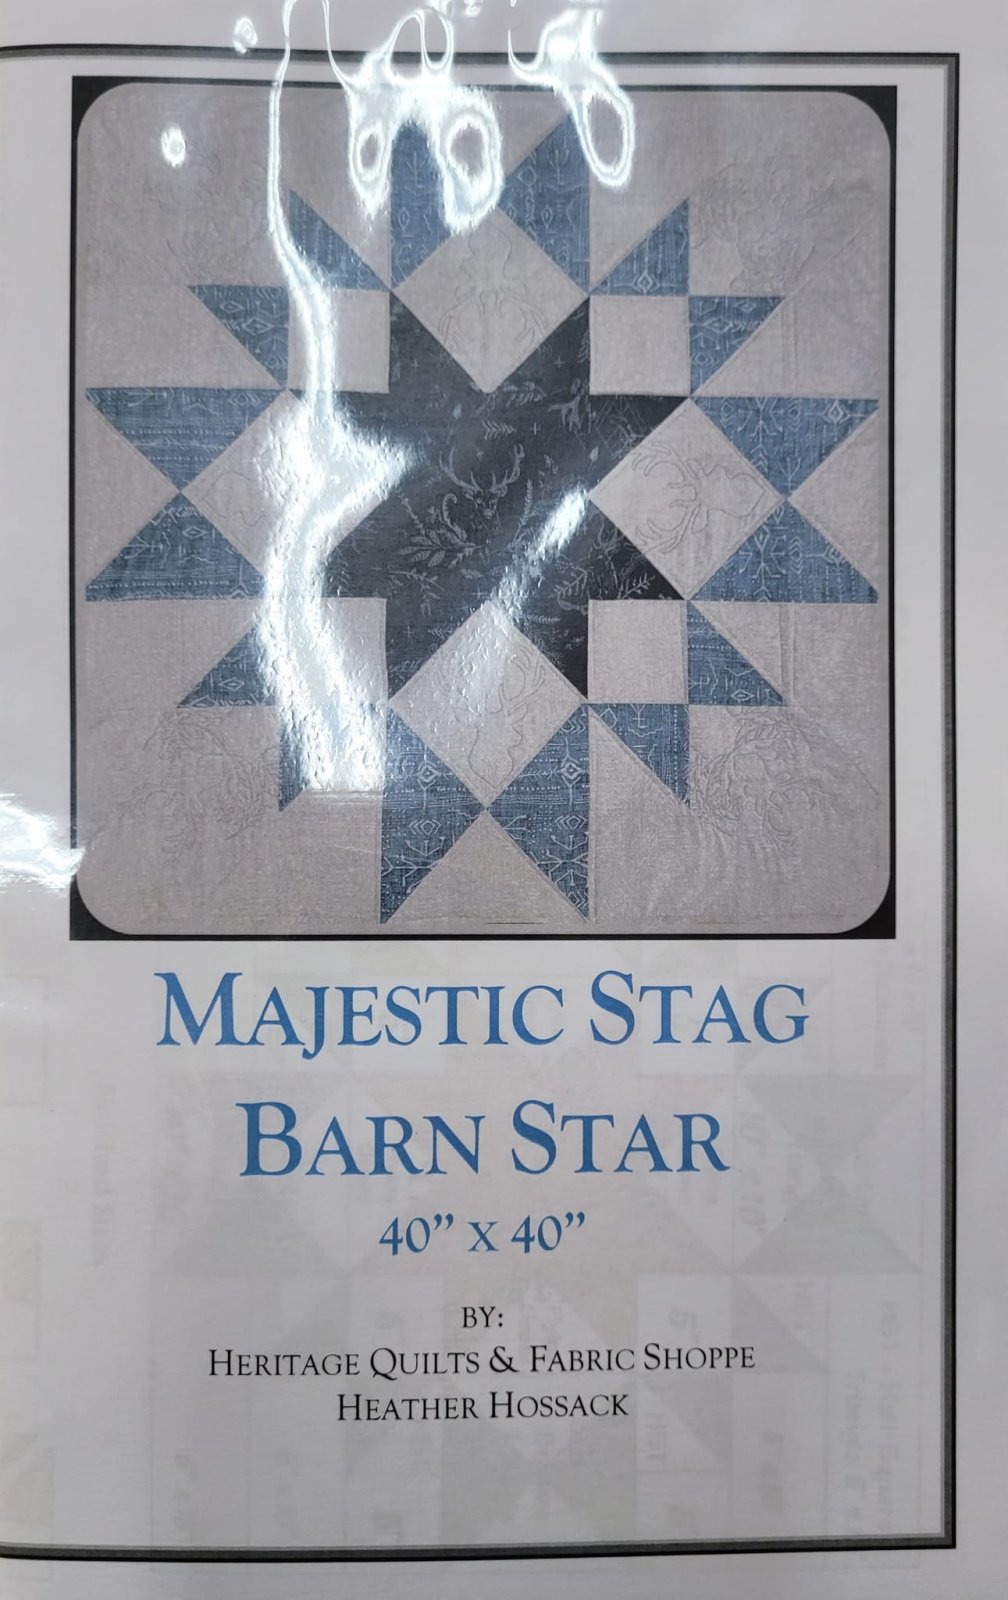 MAJESTIC STAG
BARN STAR
40” X 40”
BY:
HERITAGE QUILTS & FABRIC SHOPPE
HEATHER HOSSACK